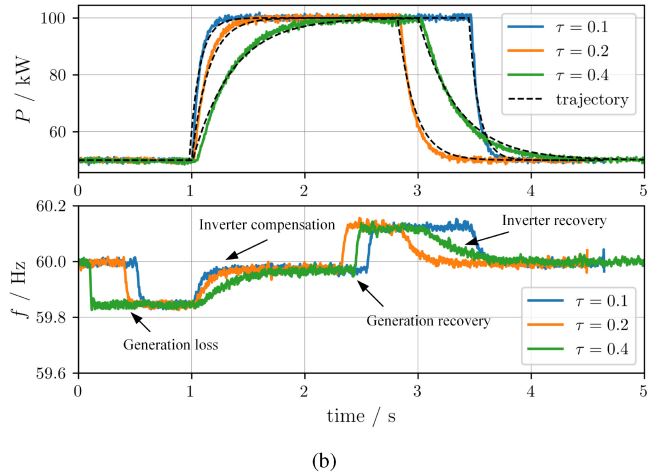 100
80
60
P / kW
τ = 0.1
τ = 0.2
τ = 0.4
trajectory
0 1 2 3 4 5
60.2
60.0
59.8
59.6
f / Hz
Inverter compensation
Inverter recovery
Generation recovery
Generation loss
τ = 0.1
τ = 0.2
τ = 0.4
0 1 2 3 4 5
time / s
(b)